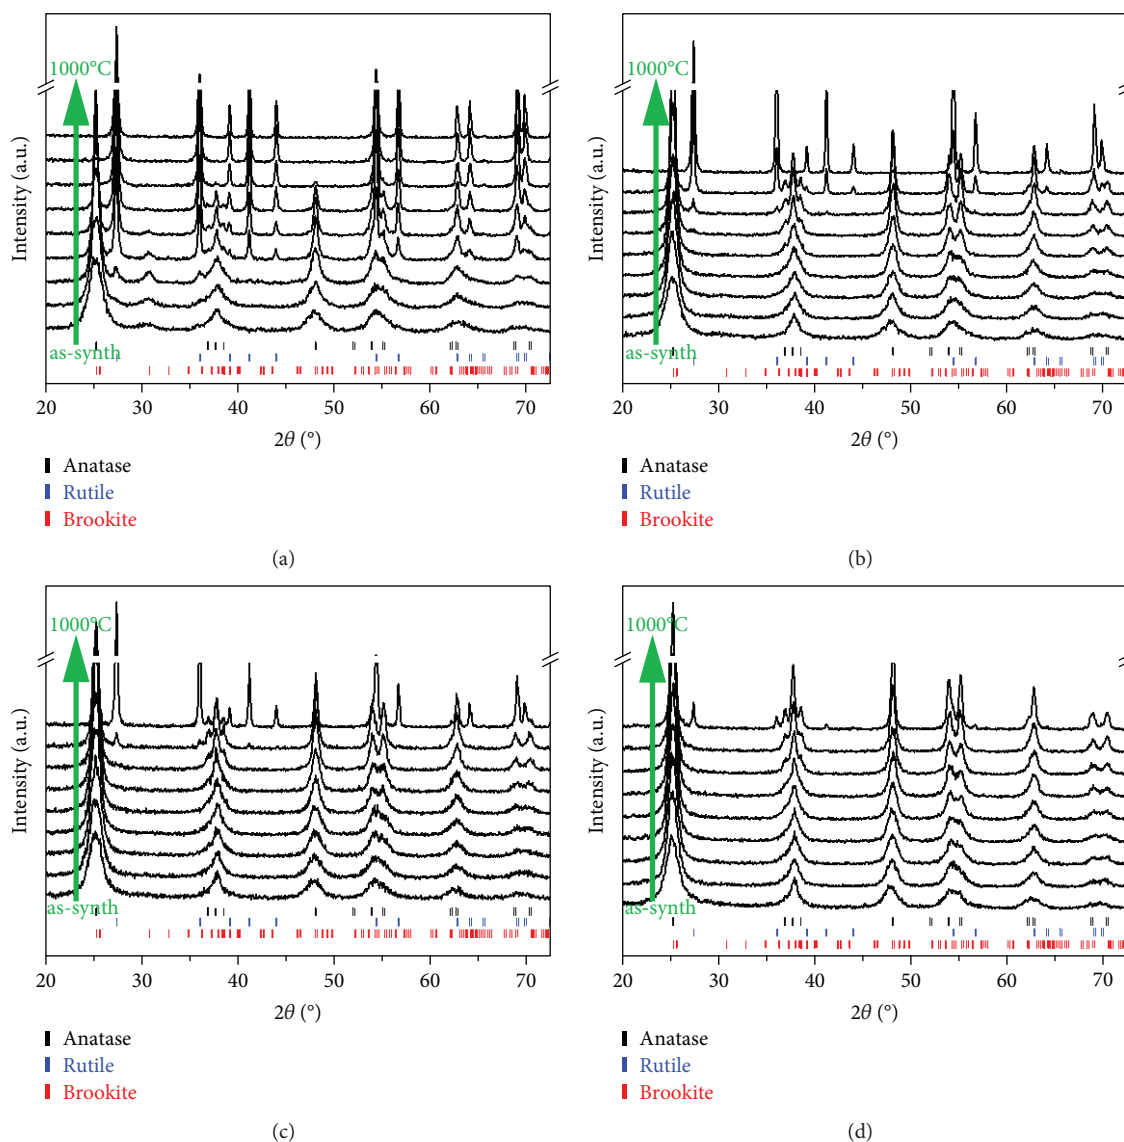 1000°C
as-synth
Intensity (a.u.)
20 30 40 50 60 70
2θ (°)
Anatase
Rutile
Brookite
(a)
1000°C
as-synth
Intensity (a.u.)
20 30 40 50 60 70
2θ (°)
Anatase
Rutile
Brookite
(b)
1000°C
as-synth
Intensity (a.u.)
20 30 40 50 60 70
2θ (°)
Anatase
Rutile
Brookite
(c)
1000°C
as-synth
Intensity (a.u.)
20 30 40 50 60 70
2θ (°)
Anatase
Rutile
Brookite
(d)